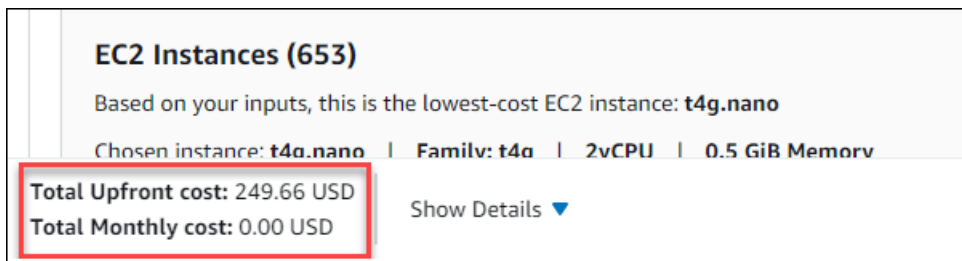 EC2 Instances (653)
Based on your inputs, this is the lowest-cost EC2 instance: t4g.nano
Chosen instance: t4g.nano | Family: t4g | 2vCPU | 0.5 GiB Memory
Total Upfront cost: 249.66 USD
Total Monthly cost: 0.00 USD
Show Details ▼